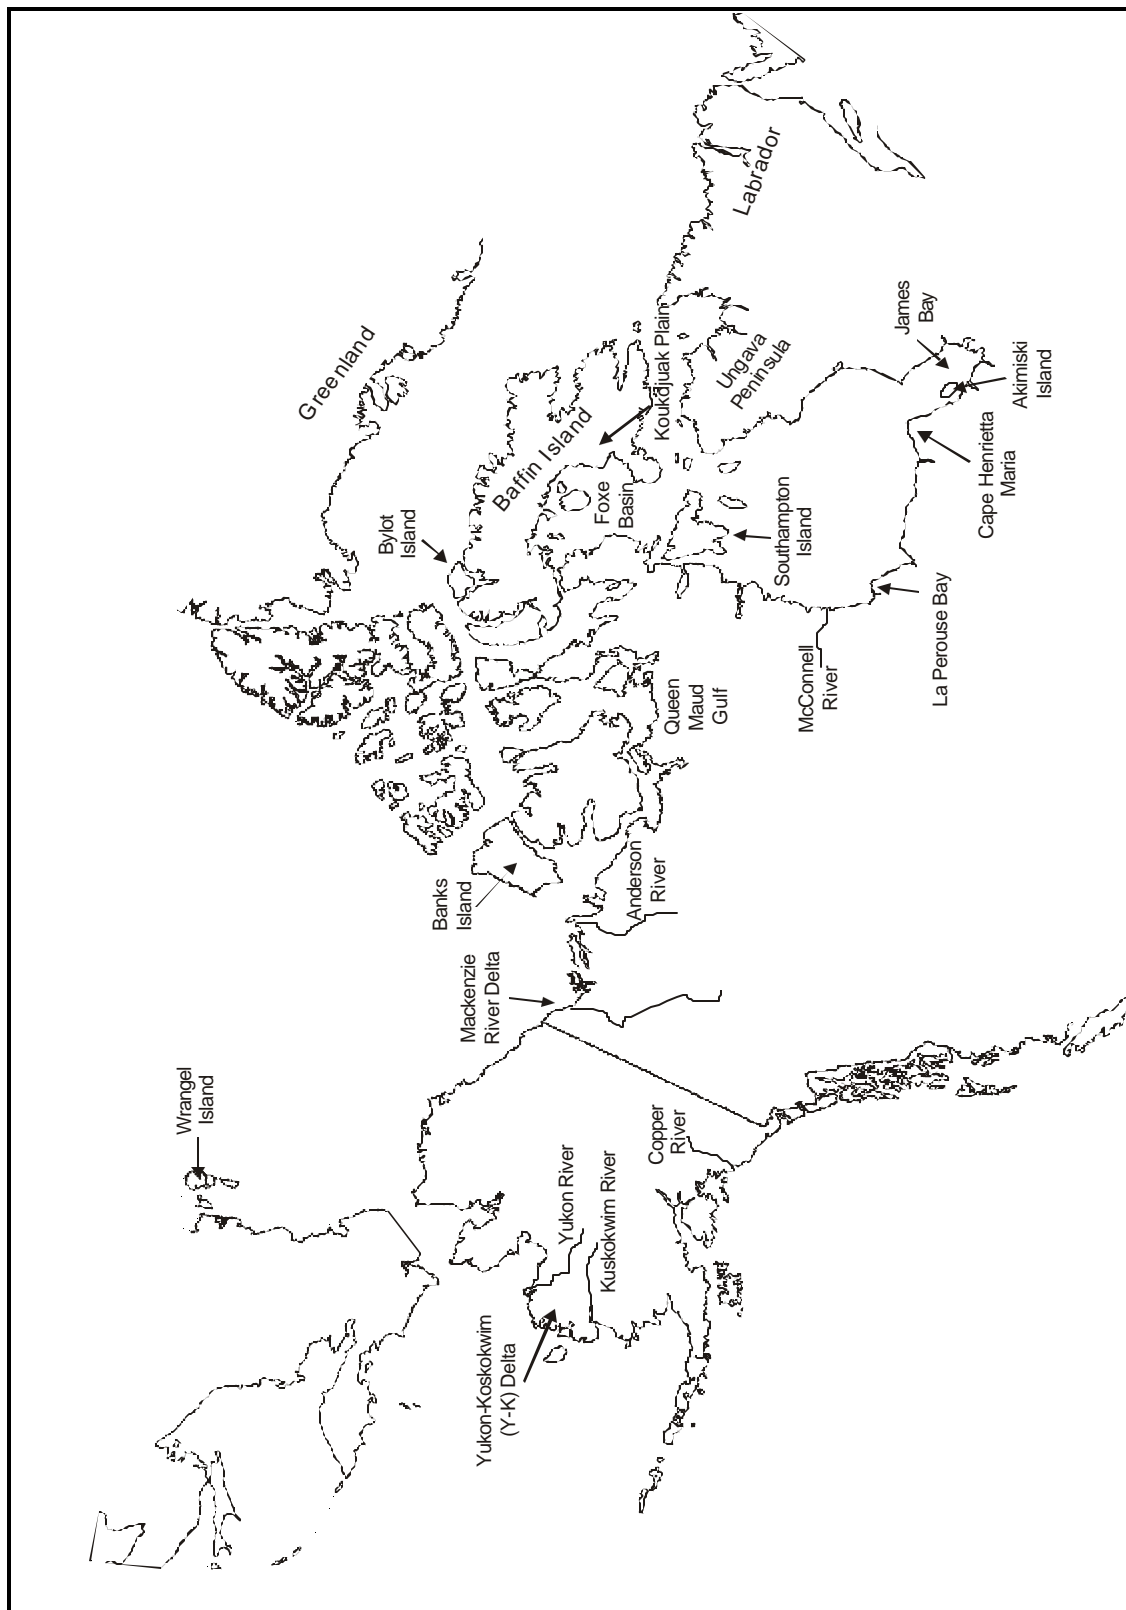 Wrangel
Island
Yukon-Koskokwim
(Y-K) Delta
Yukon River
Kuskokwim River
Copper
River
Mackenzie
River Delta
Banks
Island
Anderson
River
Queen
Maud
Gulf
Bylot
Island
Greenland
Baffin Island
Foxe
Basin
Koukdjuak Plain
Southampton
Island
McConnell
River
La Perouse Bay
Cape Henrietta
Maria
Akimiski
Island
James
Bay
Ungava
Peninsula
Labrador